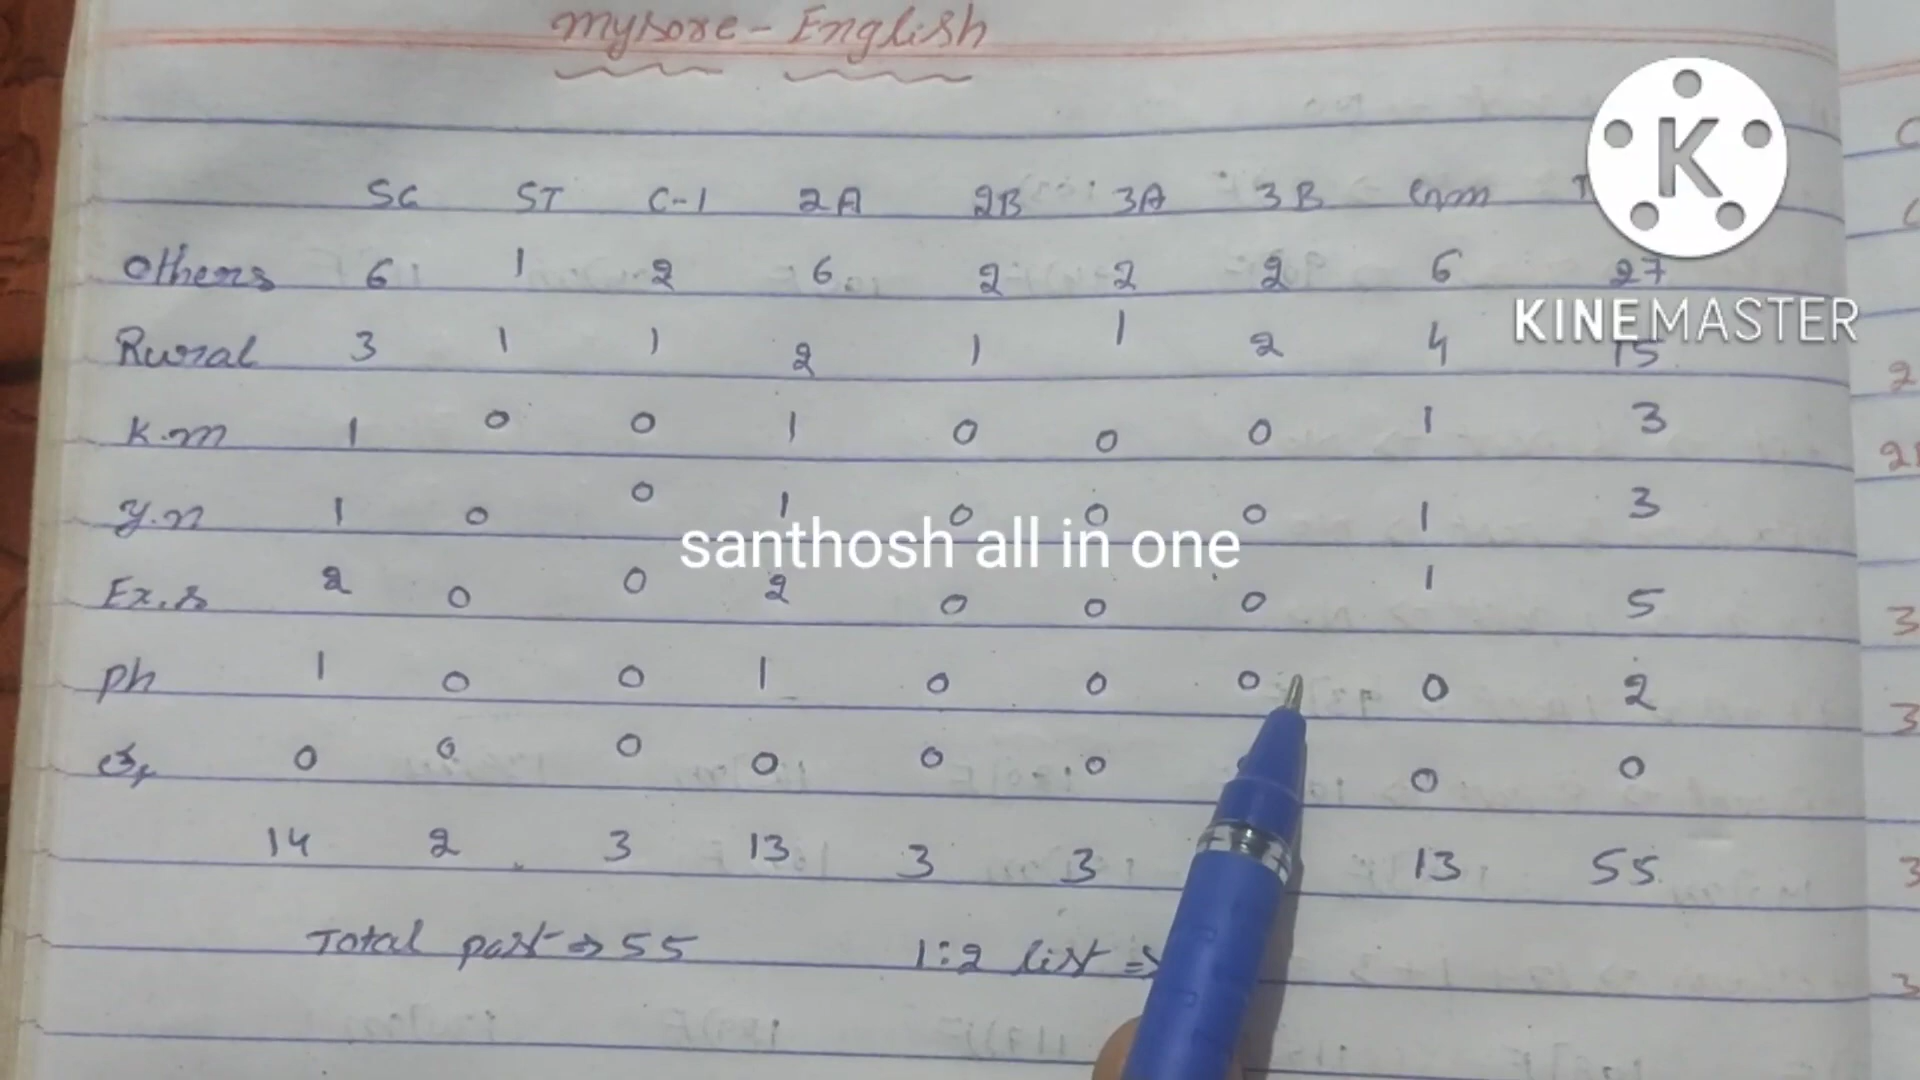 Mysore - English
SC ST C-1 2A 2B 3A 3B Gnm
Others 6 1 2 6 2 2 2 6 27
Rural 3 1 1 2 1 1 2 4 15
K.M 1 0 0 1 0 0 0 1 3
Y.N 1 0 0 1 0 0 0 1 3
Ex.S 2 0 0 2 0 0 0 1 5
Ph 1 0 0 1 0 0 0 0 2
0 0 0 0 0 0 0 0
14 2 3 13 3 3 13 55
Total post ⇒ 55 1:2 list ⇒
K
KINEMASTER
santhosh all in one